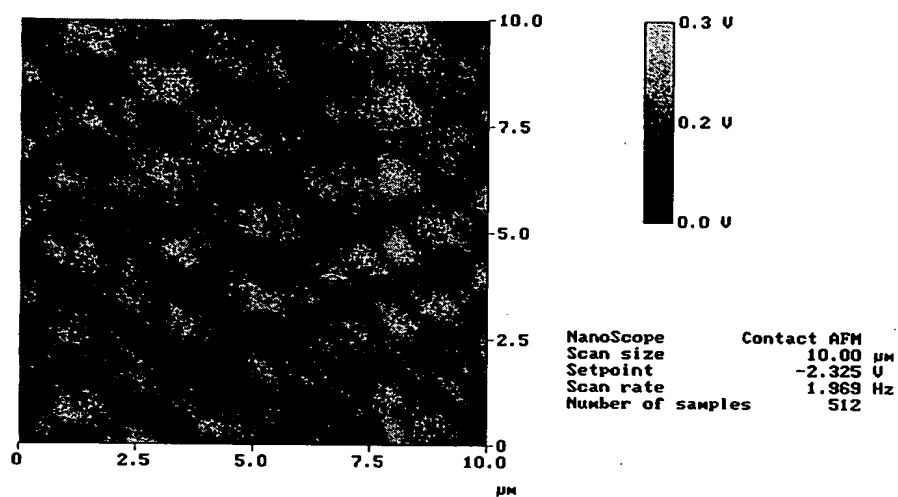 10.0
7.5
5.0
2.5
0
0 2.5 5.0 7.5 10.0
µM
0.3 V
0.2 V
0.0 V
NanoScope Contact AFM
Scan size 10.00 µM
Setpoint -2.325 V
Scan rate 1.969 Hz
Number of samples 512